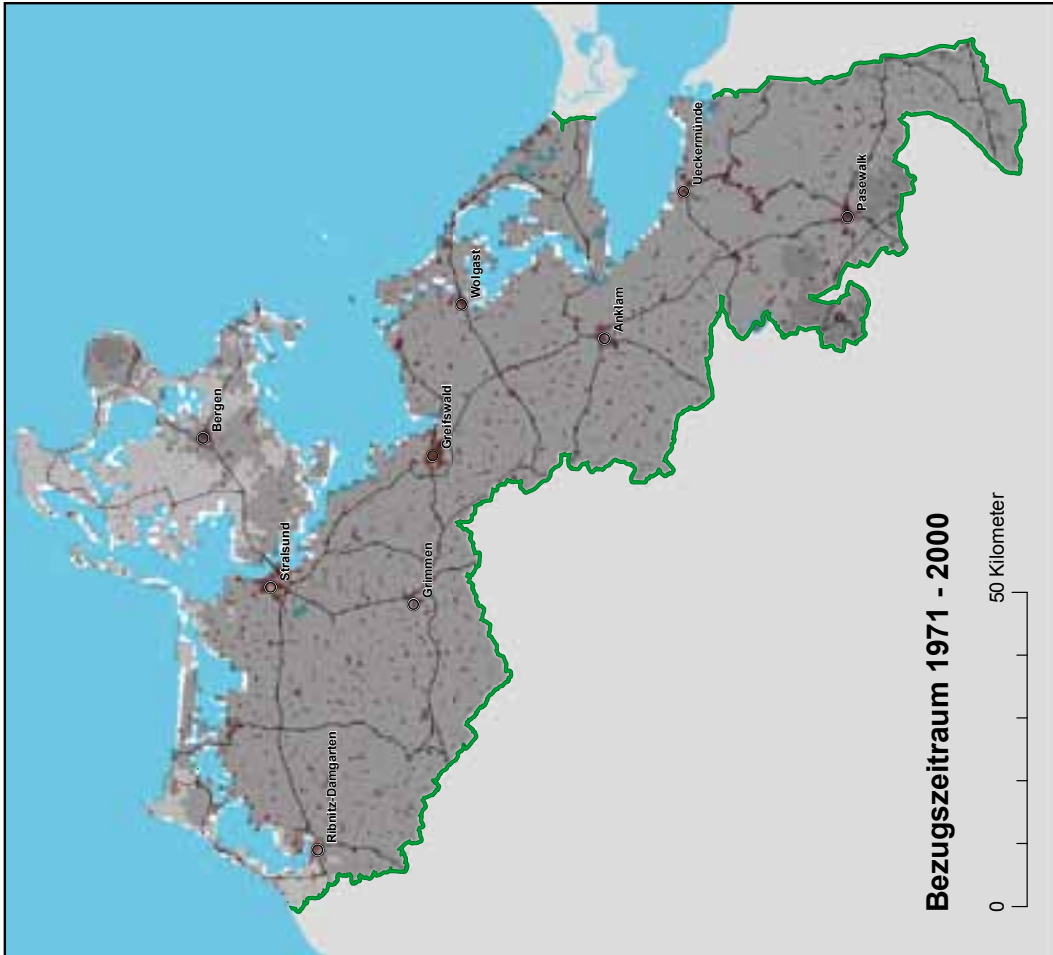 Bergen
Stralsund
Ribnitz-Damgarten
Grimmen
Greifswald
Wolgast
Anklam
Ueckermünde
Pasewalk
Bezugszeitraum 1971 - 2000
0 50 Kilometer